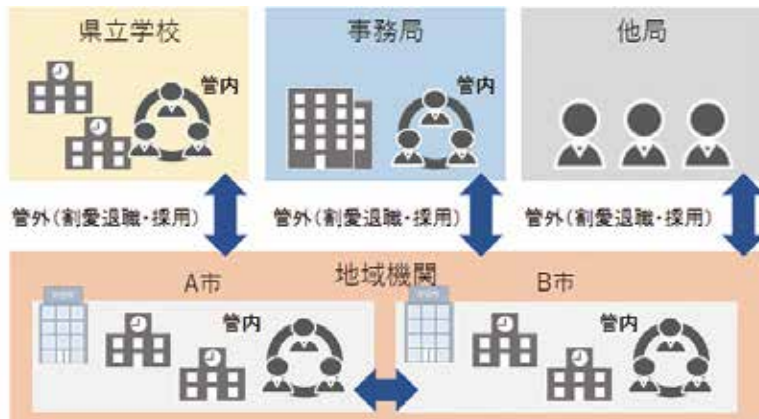 県立学校
管内
事務局
管内
他局
管外(割愛退職・採用)
管外(割愛退職・採用)
管外(割愛退職・採用)
地域機関
A市
管内
B市
管内